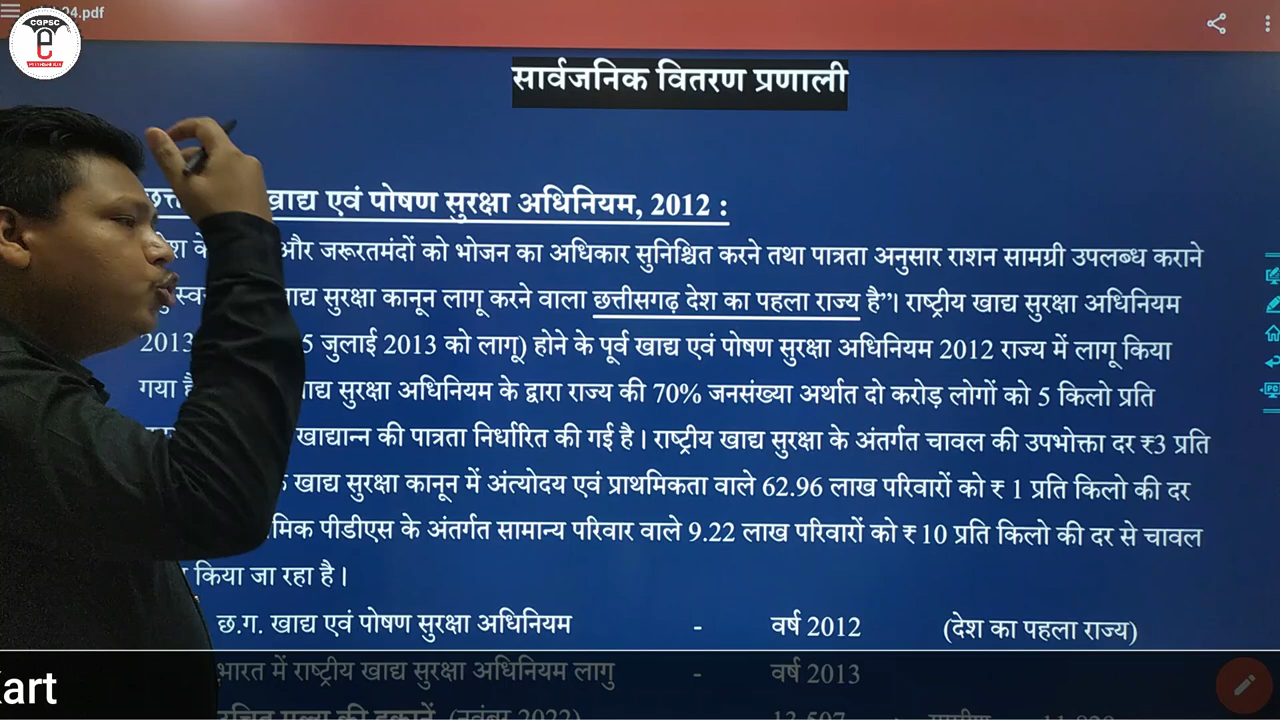 24.pdf
CGPSC
सार्वजनिक वितरण प्रणाली
खाद्य एवं पोषण सुरक्षा अधिनियम, 2012 :
और जरूरतमंदों को भोजन का अधिकार सुनिश्चित करने तथा पात्रता अनुसार राशन सामग्री उपलब्ध कराने
सुरक्षा कानून लागू करने वाला छत्तीसगढ़ देश का पहला राज्य है”। राष्ट्रीय खाद्य सुरक्षा अधिनियम
2013 5 जुलाई 2013 को लागू) होने के पूर्व खाद्य एवं पोषण सुरक्षा अधिनियम 2012 राज्य में लागू किया
गया सुरक्षा अधिनियम के द्वारा राज्य की 70% जनसंख्या अर्थात दो करोड़ लोगों को 5 किलो प्रति
खाद्यान्न की पात्रता निर्धारित की गई है। राष्ट्रीय खाद्य सुरक्षा के अंतर्गत चावल की उपभोक्ता दर ₹3 प्रति
खाद्य सुरक्षा कानून में अंत्योदय एवं प्राथमिकता वाले 62.96 लाख परिवारों को ₹ 1 प्रति किलो की दर
पीडीएस के अंतर्गत सामान्य परिवार वाले 9.22 लाख परिवारों को ₹ 10 प्रति किलो की दर से चावल
किया जा रहा है।
छ.ग. खाद्य एवं पोषण सुरक्षा अधिनियम - वर्ष 2012 (देश का पहला राज्य)
भारत में राष्ट्रीय खाद्य सुरक्षा अधिनियम लागु - वर्ष 2013